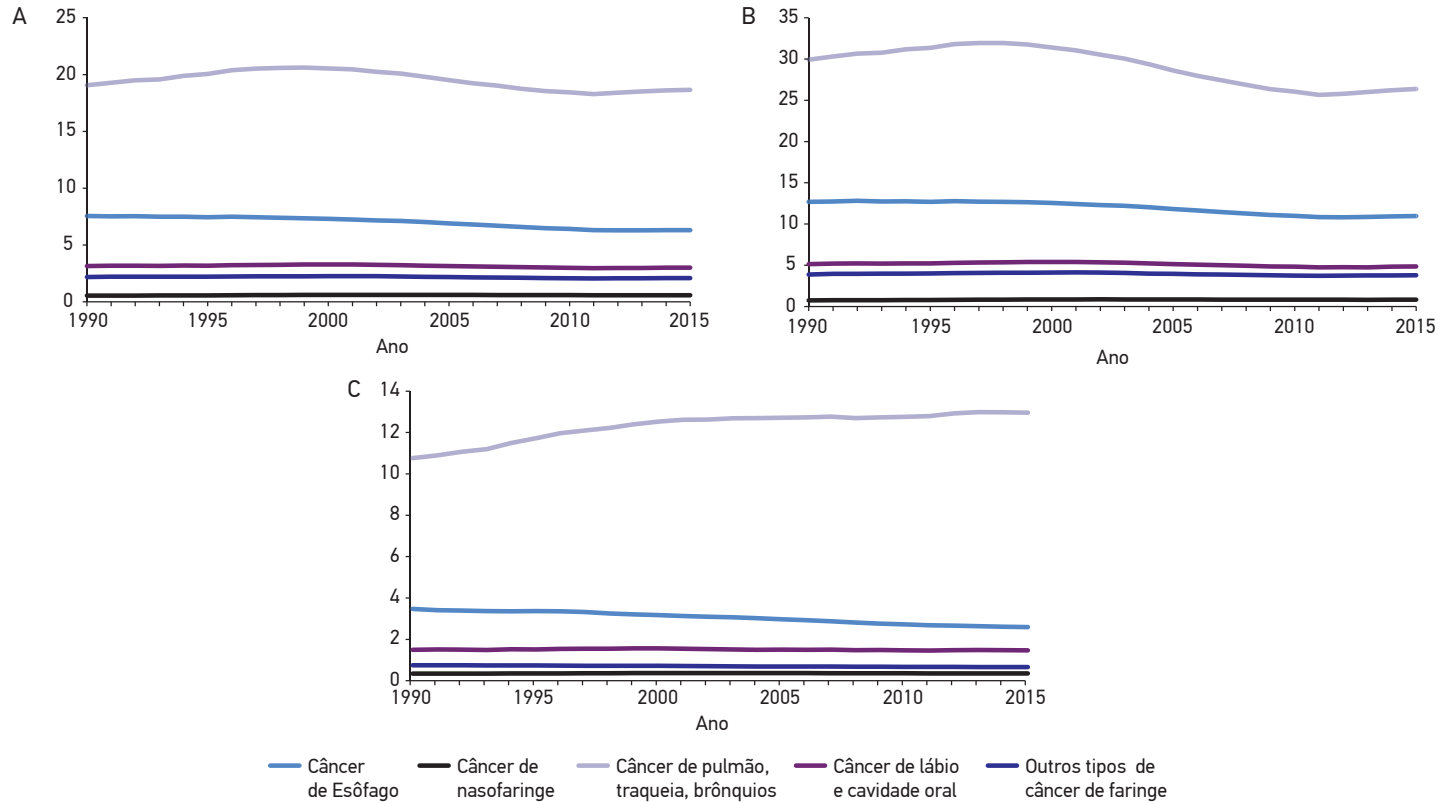 A
25
20
15
10
5
0
1990 1995 2000 2005 2010 2015
Ano
B
35
30
25
20
15
10
5
0
1990 1995 2000 2005 2010 2015
Ano
C
14
12
10
8
6
4
2
0
1990 1995 2000 2005 2010 2015
Ano
Câncer
de Esôfago
Câncer de
nasofaringe
Câncer de pulmão,
traqueia, brônquios
Câncer de lábio
e cavidade oral
Outros tipos de
câncer de faringe